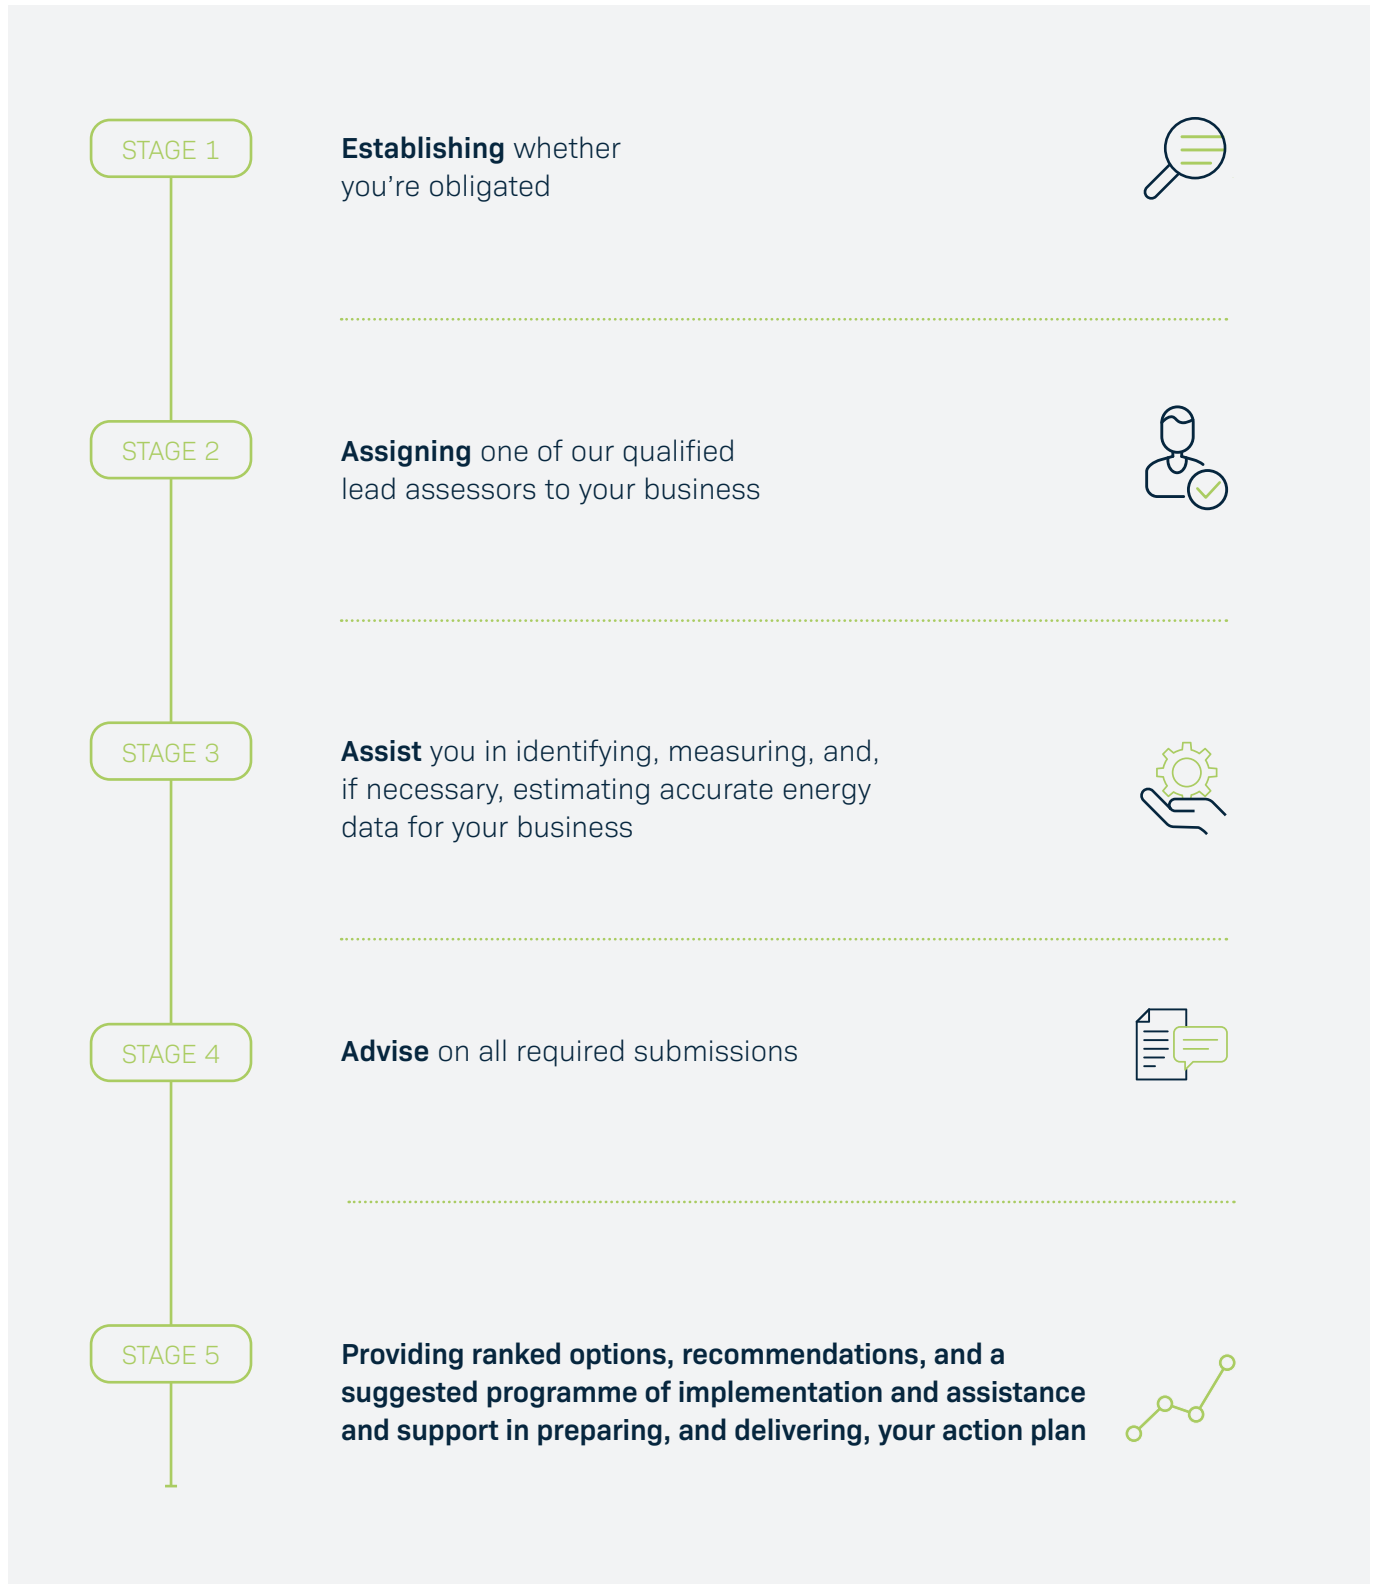 STAGE 1
Establishing whether
you’re obligated
STAGE 2
Assigning one of our qualified
lead assessors to your business
STAGE 3
Assist you in identifying, measuring, and,
if necessary, estimating accurate energy
data for your business
STAGE 4
Advise on all required submissions
STAGE 5
Providing ranked options, recommendations, and a
suggested programme of implementation and assistance
and support in preparing, and delivering, your action plan